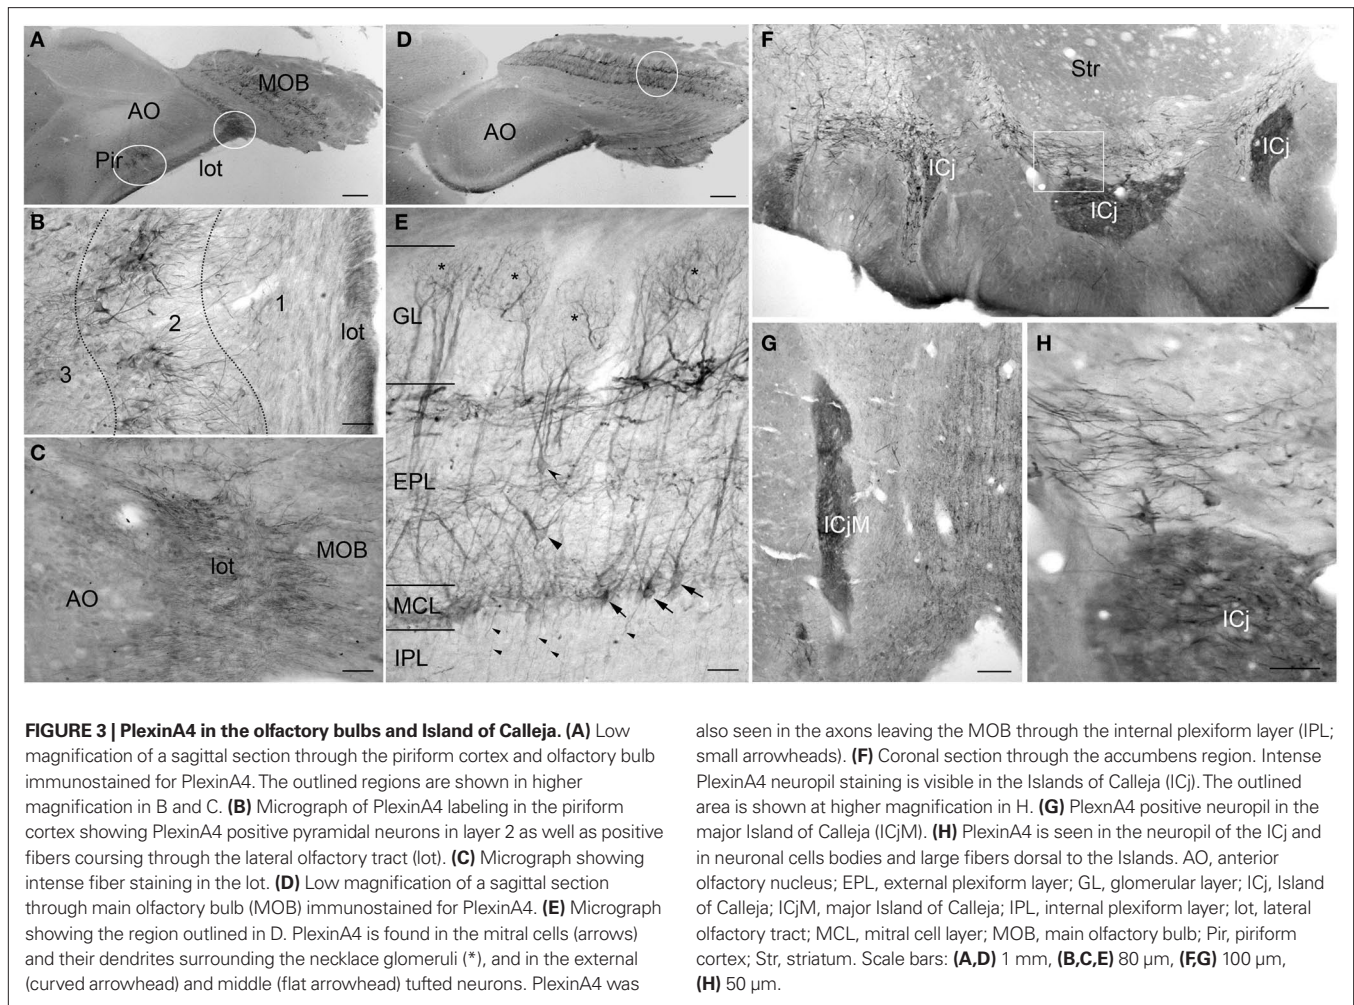 A
MOB
AO
Pir
lot
D
AO
F
Str
ICj
ICj
ICj
B
1
2
3
lot
E
*
*
*
*
GL
EPL
MCL
IPL
C
lot
MOB
AO
G
ICjM
H
ICj
FIGURE 3 | PlexinA4 in the olfactory bulbs and Island of Calleja. (A) Low
magnification of a sagittal section through the piriform cortex and olfactory bulb
immunostained for PlexinA4. The outlined regions are shown in higher
magnification in B and C. (B) Micrograph of PlexinA4 labeling in the piriform
cortex showing PlexinA4 positive pyramidal neurons in layer 2 as well as positive
fibers coursing through the lateral olfactory tract (lot). (C) Micrograph showing
intense fiber staining in the lot. (D) Low magnification of a sagittal section
through main olfactory bulb (MOB) immunostained for PlexinA4. (E) Micrograph
showing the region outlined in D. PlexinA4 is found in the mitral cells (arrows)
and their dendrites surrounding the necklace glomeruli (*), and in the external
(curved arrowhead) and middle (flat arrowhead) tufted neurons. PlexinA4 was
also seen in the axons leaving the MOB through the internal plexiform layer (IPL;
small arrowheads). (F) Coronal section through the accumbens region. Intense
PlexinA4 neuropil staining is visible in the Islands of Calleja (ICj). The outlined
area is shown at higher magnification in H. (G) PlexnA4 positive neuropil in the
major Island of Calleja (ICjM). (H) PlexinA4 is seen in the neuropil of the ICj and
in neuronal cells bodies and large fibers dorsal to the Islands. AO, anterior
olfactory nucleus; EPL, external plexiform layer; GL, glomerular layer; ICj, Island
of Calleja; ICjM, major Island of Calleja; IPL, internal plexiform layer; lot, lateral
olfactory tract; MCL, mitral cell layer; MOB, main olfactory bulb; Pir, piriform
cortex; Str, striatum. Scale bars: (A,D) 1 mm, (B,C,E) 80 µm, (F,G) 100 µm,
(H) 50 µm.